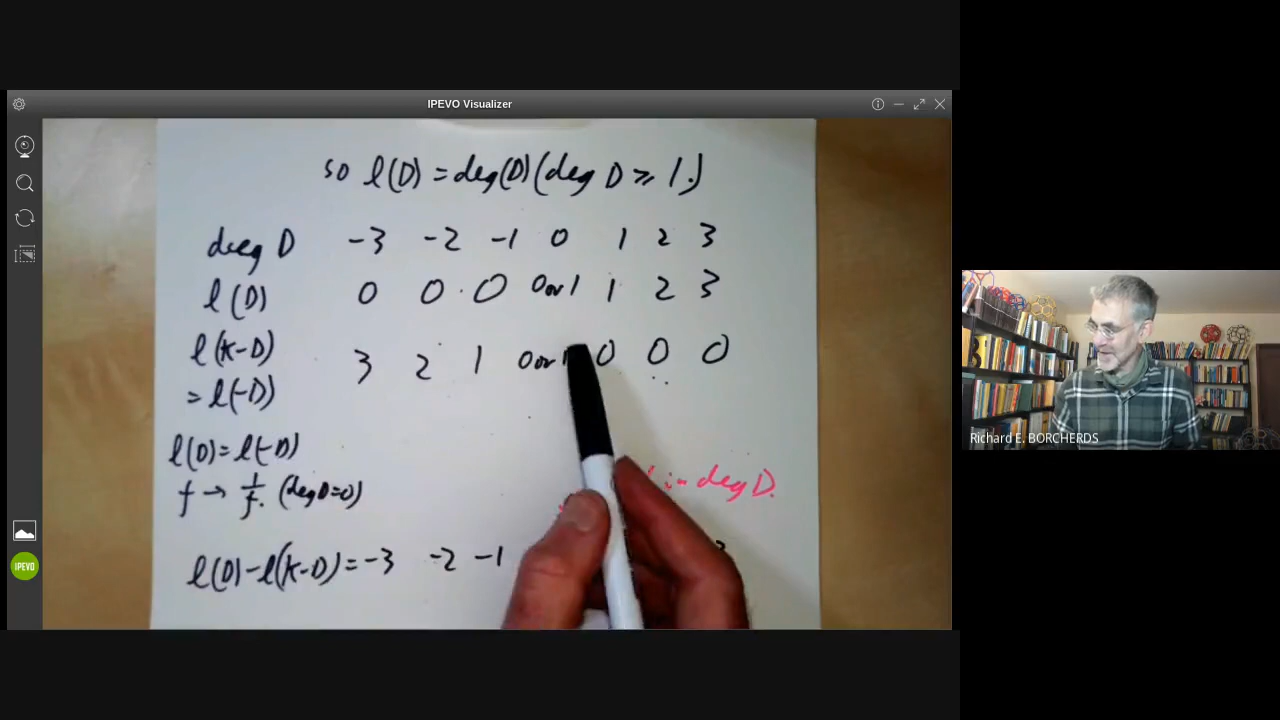 IPEVO Visualizer
so l(D) = deg(D) (deg D ≥ 1.)
deg D -3 -2 -1 0 1 2 3
l(D) 0 0 0 0 or 1 1 2 3
l(K-D) 3 2 1 0 or 1 0 0 0
= l(-D)
l(D) = l(-D)
f → 1/f. (deg D=0)
in deg D.
l(D) - l(K-D) = -3 -2 -1
IPEVO
Richard E. BORCHERDS